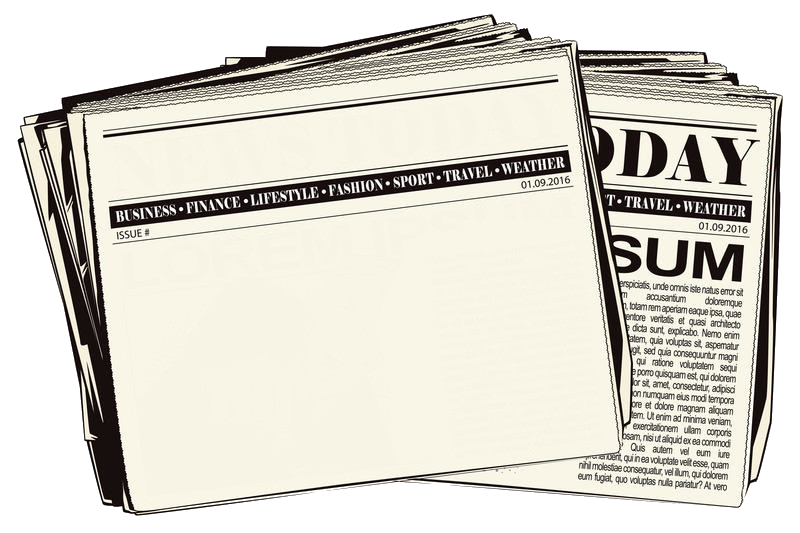 BUSINESS • FINANCE • LIFESTYLE • FASHION • SPORT • TRAVEL • WEATHER
01.09.2016
ISSUE #
ODAY
T • TRAVEL • WEATHER
01.09.2016
SUM
erspiciatis, unde omnis iste natus error sit
m accusantium doloremque
, totam rem aperiam eaque ipsa, quae
entore veritatis et quasi architecto
e dicta sunt, explicabo. Nemo enim
atem, quia voluptas sit, aspernatur
ugit, sed quia consequuntur magni
qui ratione voluptatem sequi
e porro quisquam est, qui dolorem
lor sit, amet, consectetur, adipisci
on numquam eius modi tempora
ore et dolore magnam aliquam
tem. Ut enim ad minima veniam,
exercitationem ullam corporis
osam, nisi ut aliquid ex ea commodi
Quis autem vel eum iure
rehenderit, qui in ea voluptate velit esse, quam
nihil molestiae consequatur, vel illum, qui dolorem
eum fugiat, quo voluptas nulla pariatur? At vero